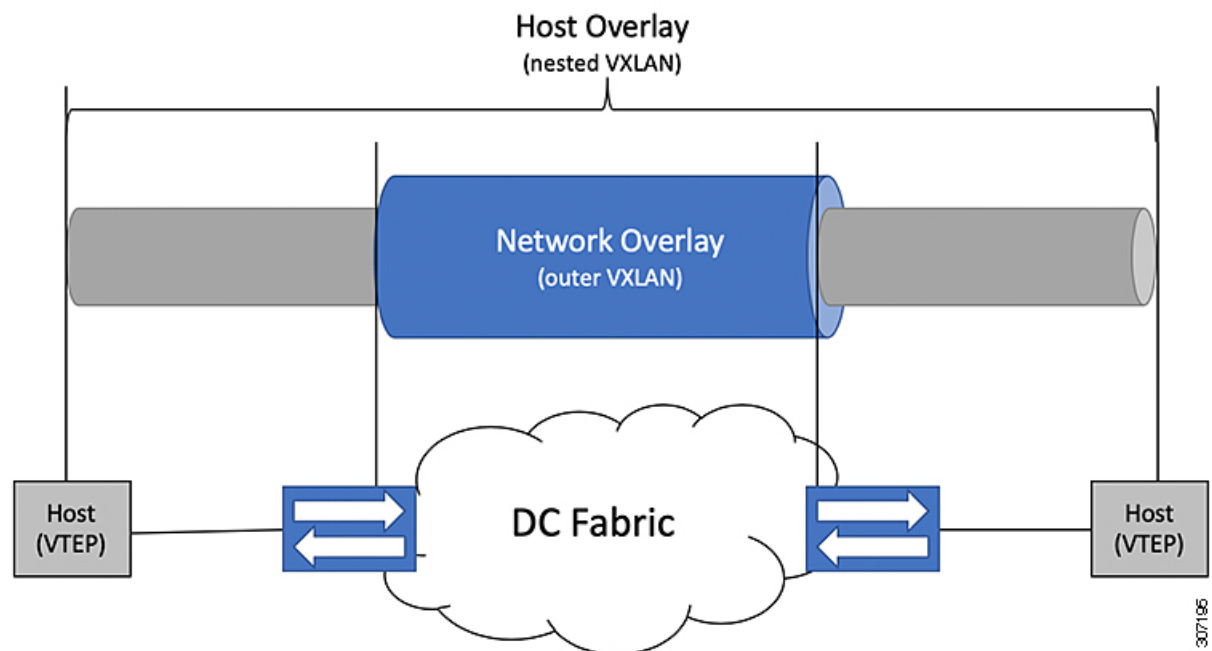 Host Overlay
(nested VXLAN)
Network Overlay
(outer VXLAN)
Host
(VTEP)
DC Fabric
Host
(VTEP)
307195